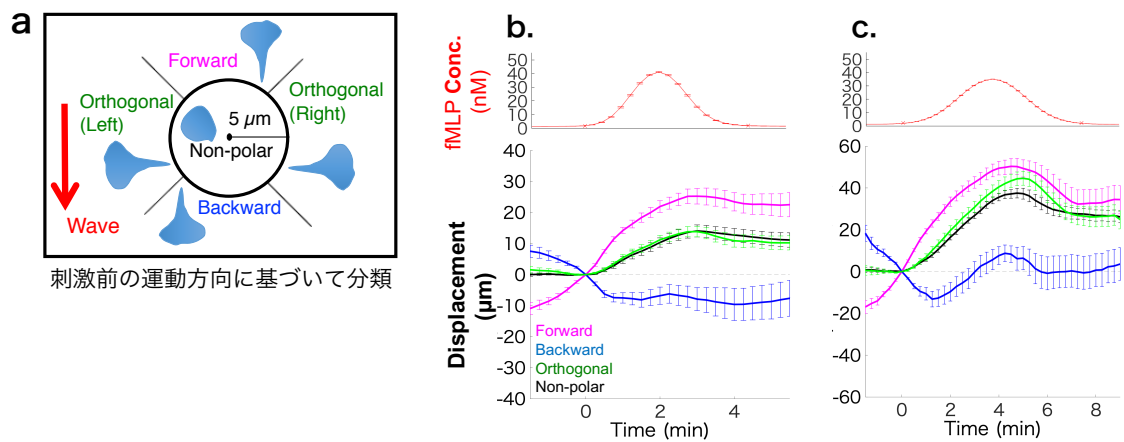 a
Forward
Orthogonal
(Left)
Orthogonal
(Right)
5 µm
Non-polar
Backward
Wave
刺激前の運動方向に基づいて分類
b.
fMLP Conc.
(nM)
50
40
30
20
10
0
Displacement
(µm)
40
30
20
10
0
-10
-20
-30
-40
Forward
Backward
Orthogonal
Non-polar
0 2 4
Time (min)
c.
50
40
30
20
10
0
60
40
20
0
-20
-40
-60
0 2 4 6 8
Time (min)